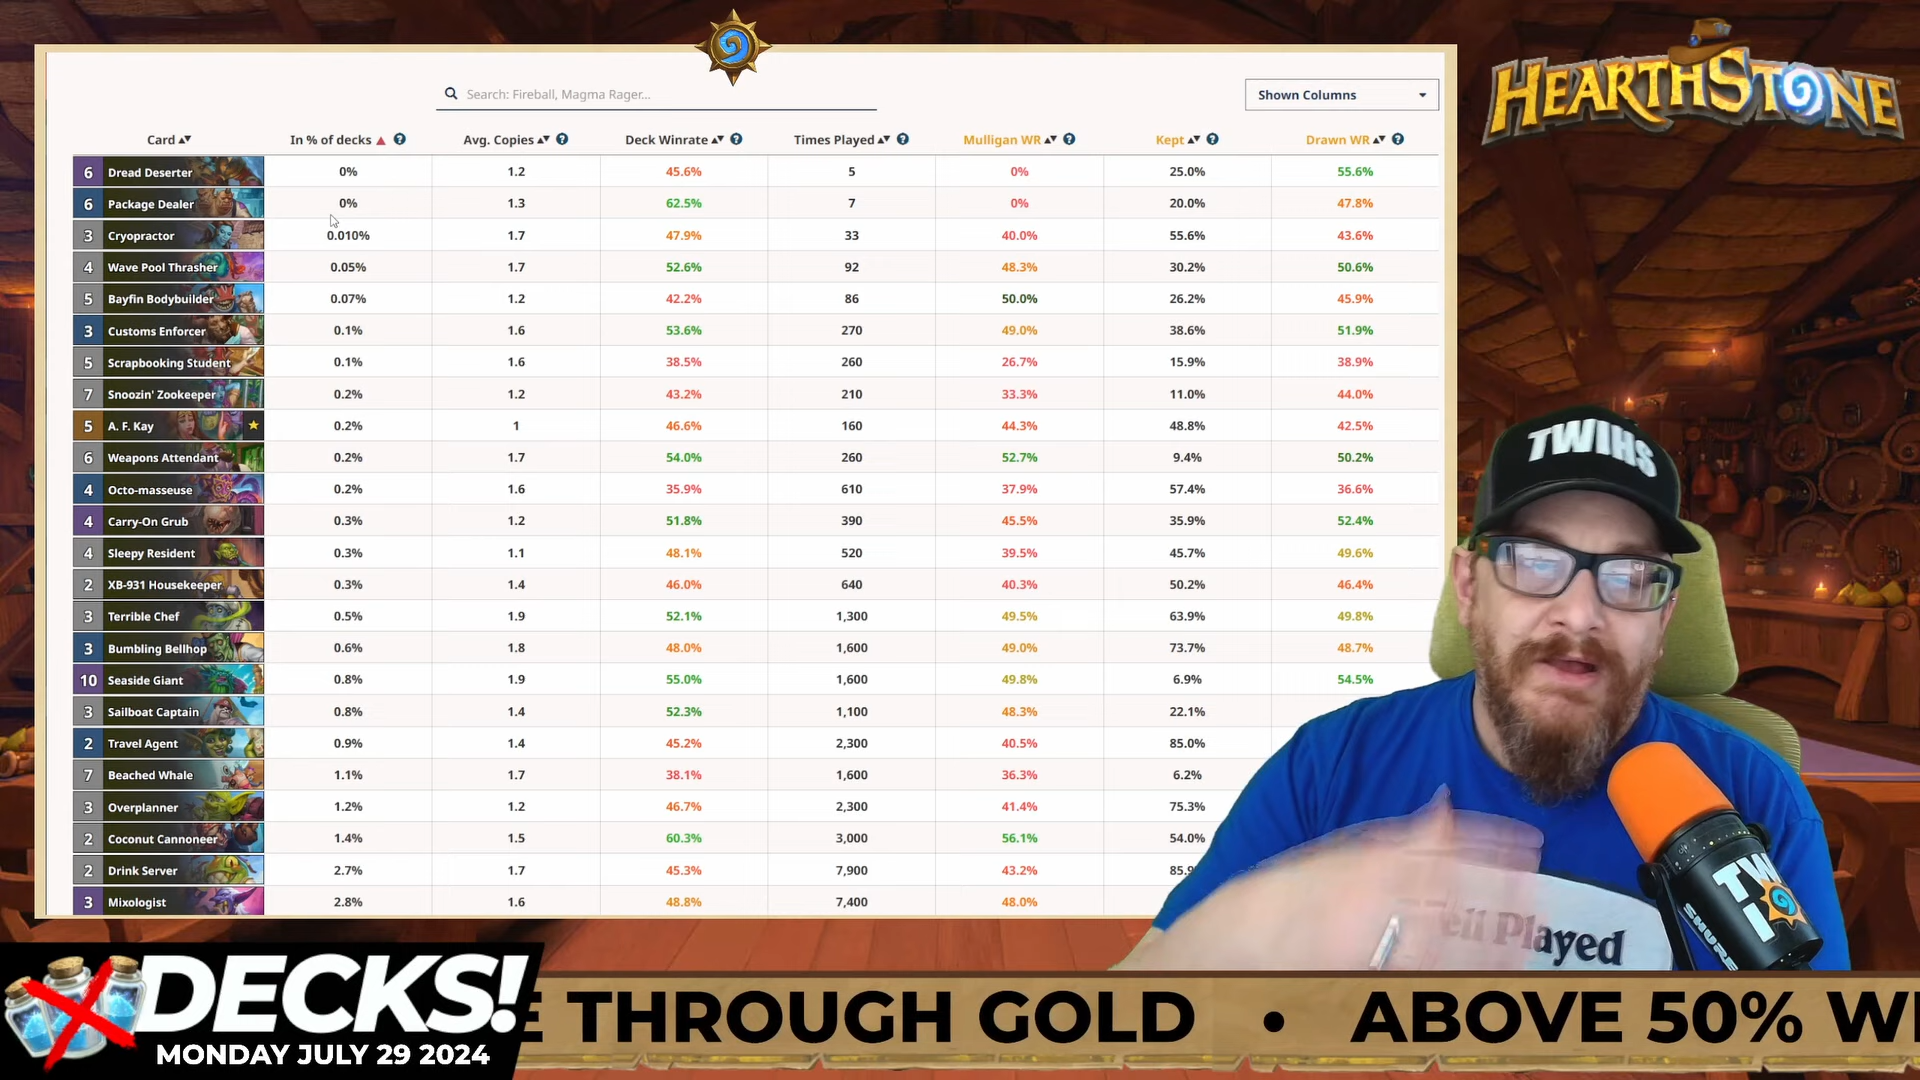 HEARTHSTONE
Search: Fireball, Magma Rager...
Shown Columns
Card In % of decks ? Avg. Copies ? Deck Winrate ? Times Played ? Mulligan WR ? Kept ? Drawn WR ?
6 Dread Deserter 0% 1.2 45.6% 5 0% 25.0% 55.6%
6 Package Dealer 0% 1.3 62.5% 7 0% 20.0% 47.8%
3 Cryopractor 0.010% 1.7 47.9% 33 40.0% 55.6% 43.6%
4 Wave Pool Thrasher 0.05% 1.7 52.6% 92 48.3% 30.2% 50.6%
5 Bayfin Bodybuilder 0.07% 1.2 42.2% 86 50.0% 26.2% 45.9%
3 Customs Enforcer 0.1% 1.6 53.6% 270 49.0% 38.6% 51.9%
5 Scrapbooking Student 0.1% 1.6 38.5% 260 26.7% 15.9% 38.9%
7 Snoozin' Zookeeper 0.2% 1.2 43.2% 210 33.3% 11.0% 44.0%
5 A. F. Kay 0.2% 1 46.6% 160 44.3% 48.8% 42.5%
6 Weapons Attendant 0.2% 1.7 54.0% 260 52.7% 9.4% 50.2%
4 Octo-masseuse 0.2% 1.6 35.9% 610 37.9% 57.4% 36.6%
4 Carry-On Grub 0.3% 1.2 51.8% 390 45.5% 35.9% 52.4%
4 Sleepy Resident 0.3% 1.1 48.1% 520 39.5% 45.7% 49.6%
2 XB-931 Housekeeper 0.3% 1.4 46.0% 640 40.3% 50.2% 46.4%
3 Terrible Chef 0.5% 1.9 52.1% 1,300 49.5% 63.9% 49.8%
3 Bumbling Bellhop 0.6% 1.8 48.0% 1,600 49.0% 73.7% 48.7%
10 Seaside Giant 0.8% 1.9 55.0% 1,600 49.8% 6.9% 54.5%
3 Sailboat Captain 0.8% 1.4 52.3% 1,100 48.3% 22.1%
2 Travel Agent 0.9% 1.4 45.2% 2,300 40.5% 85.0%
7 Beached Whale 1.1% 1.7 38.1% 1,600 36.3% 6.2%
3 Overplanner 1.2% 1.2 46.7% 2,300 41.4% 75.3%
2 Coconut Cannoneer 1.4% 1.5 60.3% 3,000 56.1% 54.0%
2 Drink Server 2.7% 1.7 45.3% 7,900 43.2% 85.9
3 Mixologist 2.8% 1.6 48.8% 7,400 48.0%
TWIHS
Well Played
TW
I
SHURE
DECKS!
MONDAY JULY 29 2024
E THROUGH GOLD • ABOVE 50% WI